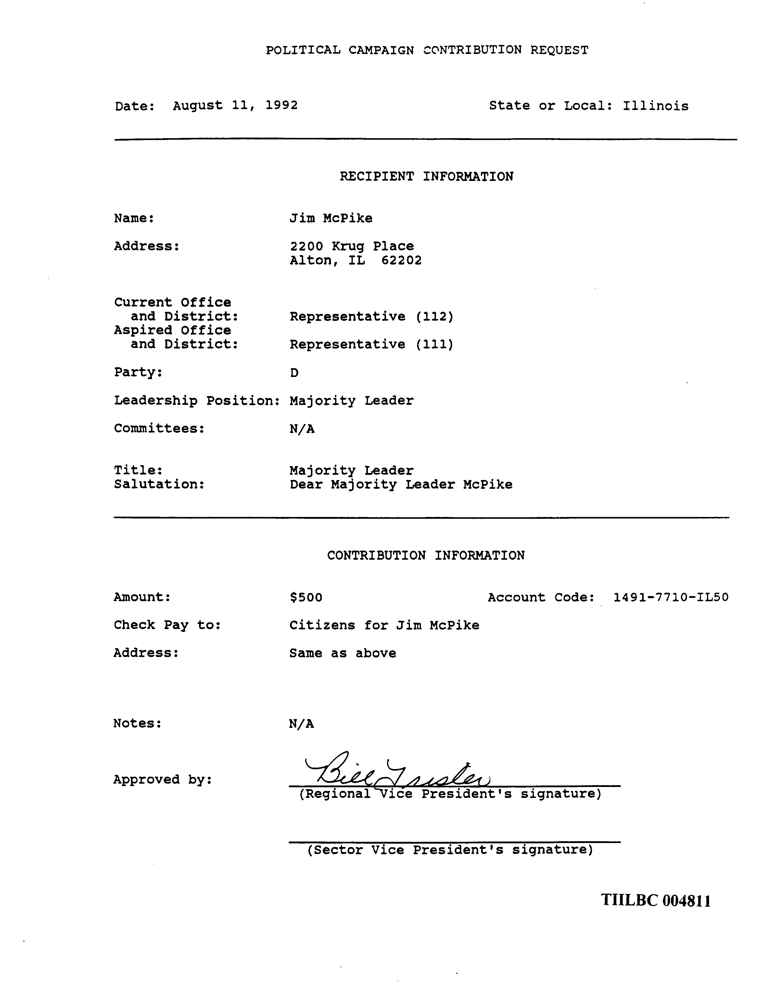 POLITICAL CAMPAIGN CONTRIBUTION REQUEST
Date: August 11, 1992 State or Local: Illinois
RECIPIENT INFORMATION
Name: Jim McPike
Address: 2200 Krug Place
Alton, IL 62202
Current Office
and District: Representative (112)
Aspired Office
and District: Representative (111)
Party: D
Leadership Position: Majority Leader
Committees: N/A
Title: Majority Leader
Salutation: Dear Majority Leader McPike
CONTRIBUTION INFORMATION
Amount: $500 Account Code: 1491-7710-IL50
Check Pay to: Citizens for Jim McPike
Address: Same as above
Notes: N/A
Approved by: Bill Trisler
(Regional Vice President's signature)
(Sector Vice President's signature)
TIILBC 004811